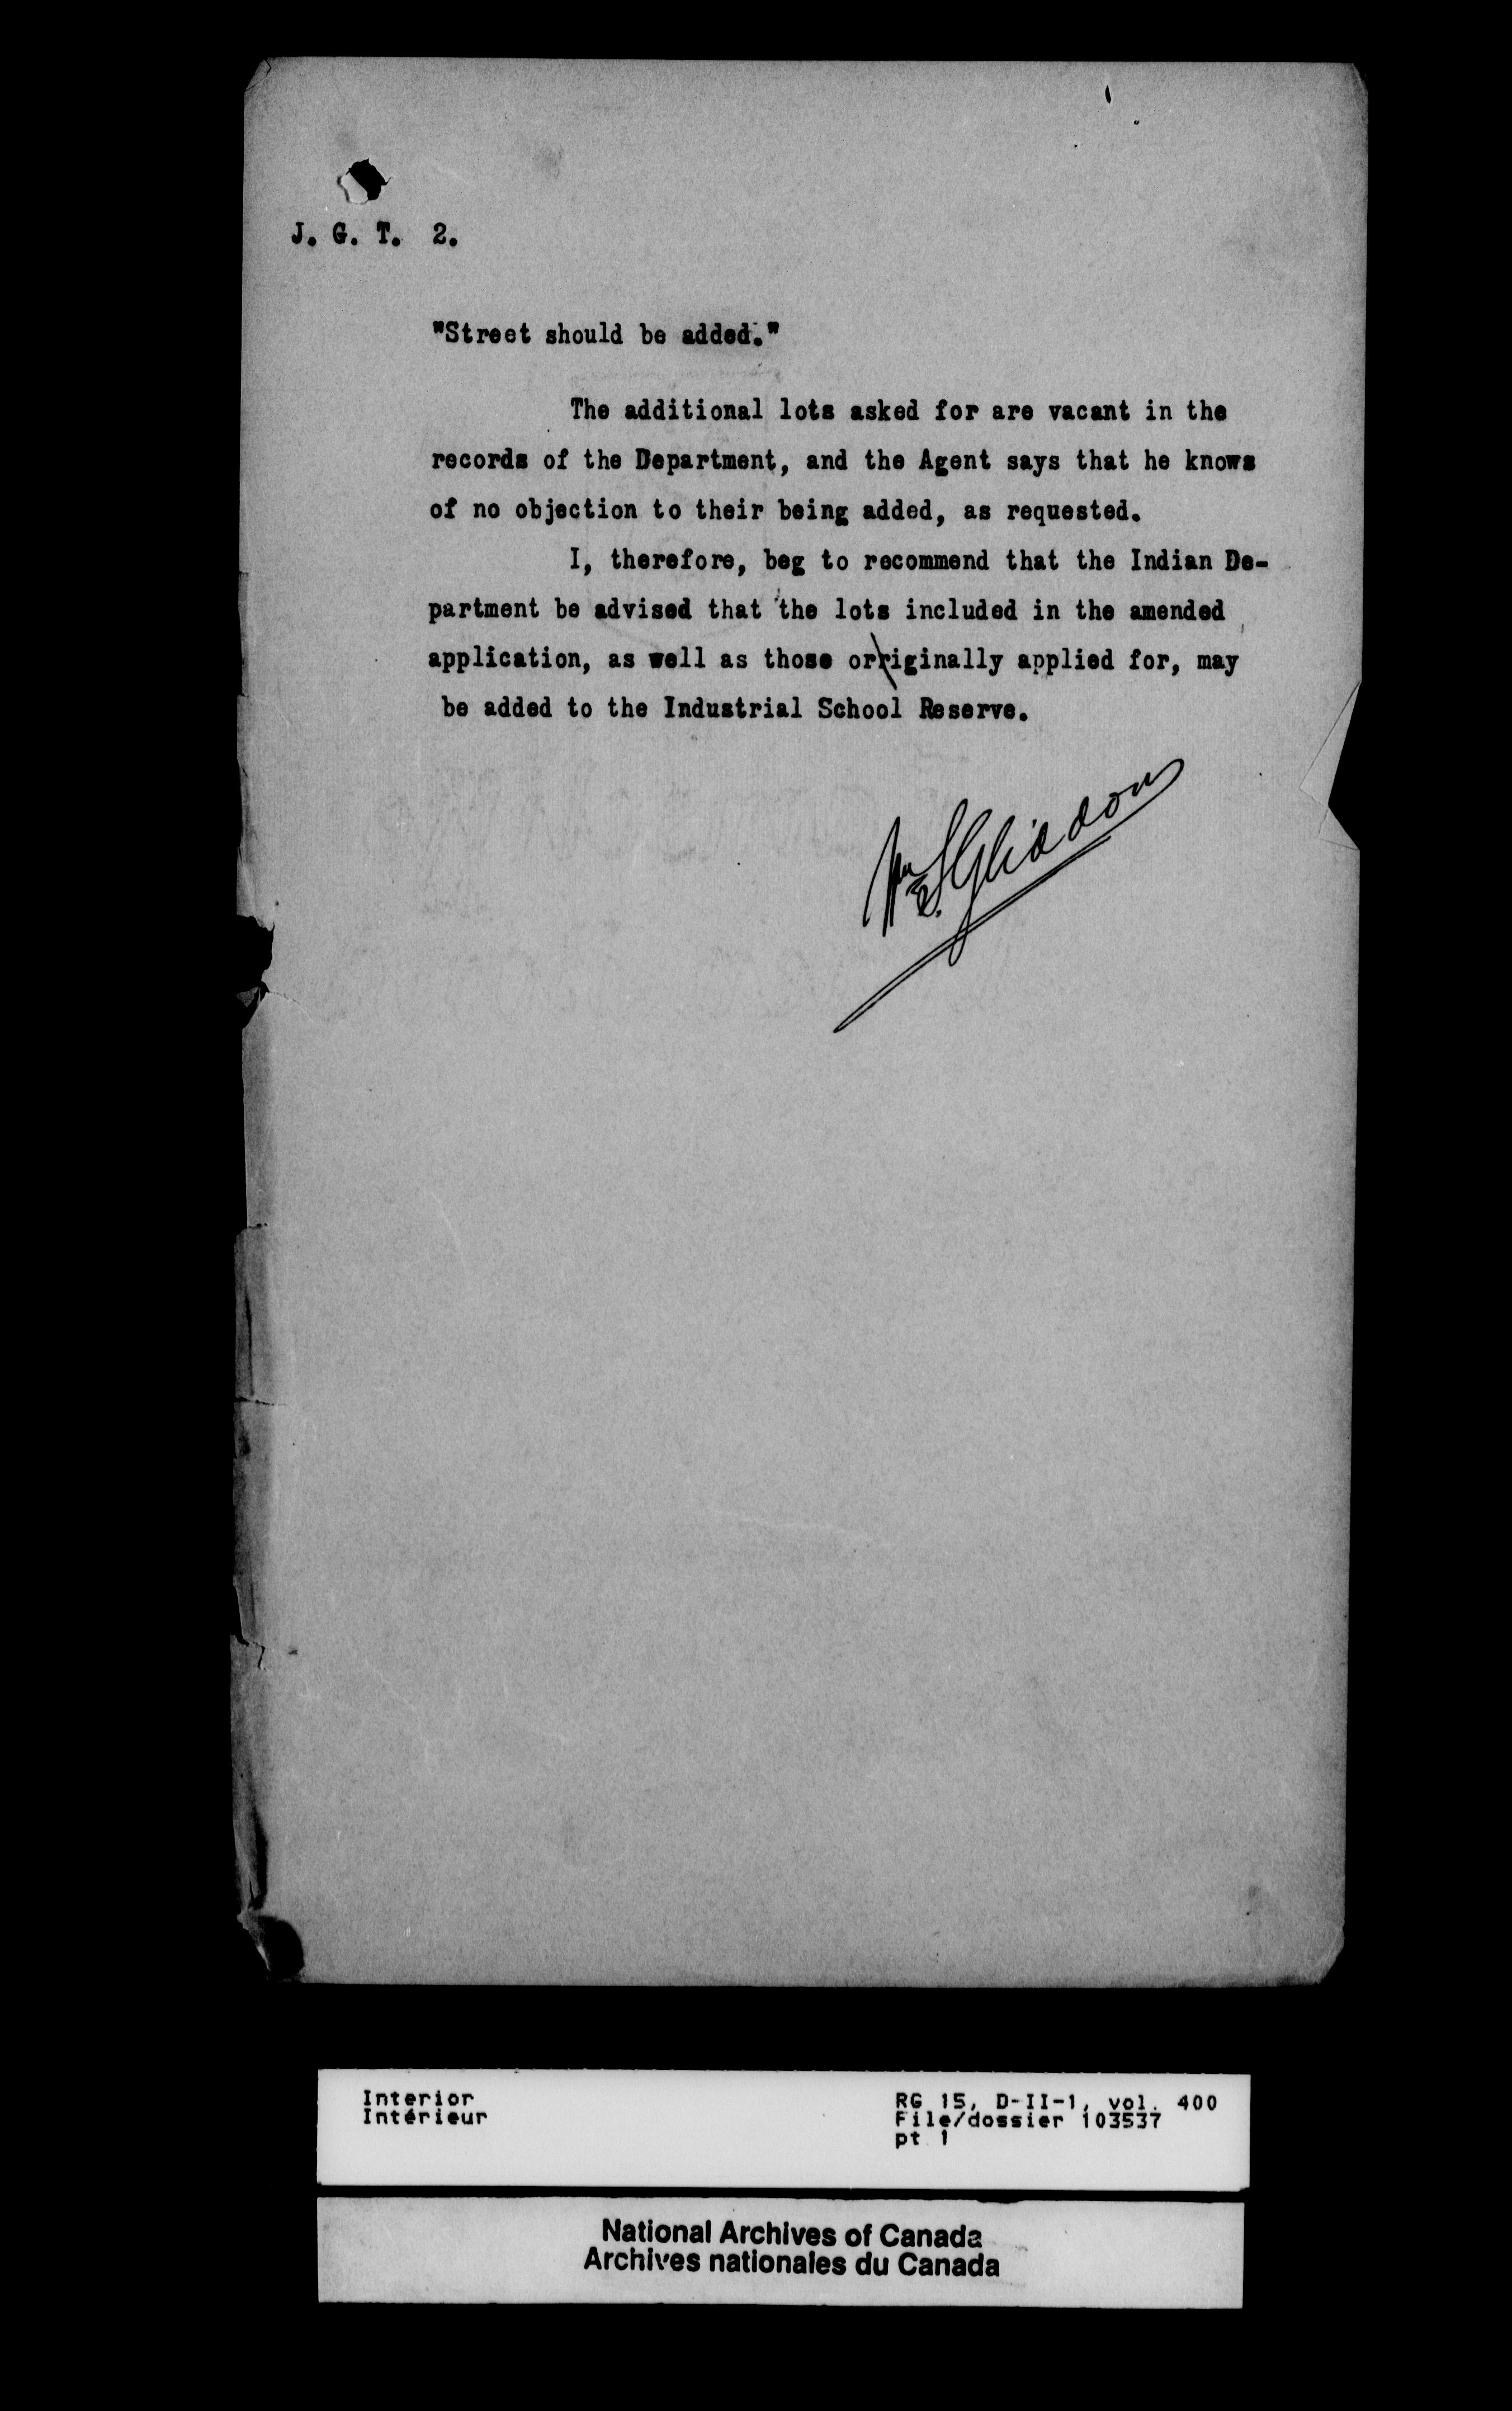 J. G. T. 2.
"Street should be added."
The additional lots asked for are vacant in the
records of the Department, and the Agent says that he knows
of no objection to their being added, as requested.
I, therefore, beg to recommend that the Indian De-
partment be advised that the lots included in the amended
application, as well as those orriginally applied for, may
be added to the Industrial School Reserve.
Wm S Gliddon
Interior
Intérieur
RG 15, D-II-1, vol. 400
File/dossier 103537
pt 1
National Archives of Canada
Archives nationales du Canada